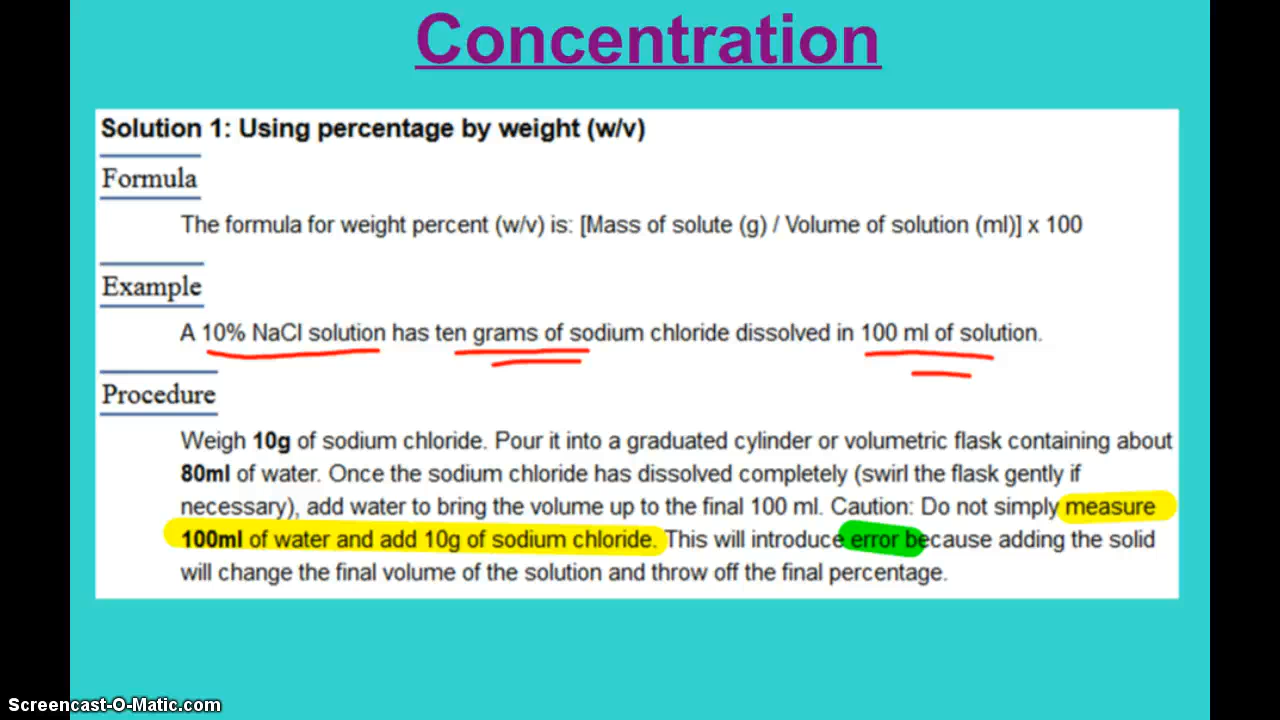 Concentration
Solution 1: Using percentage by weight (w/v)
Formula
The formula for weight percent (w/v) is: [Mass of solute (g) / Volume of solution (ml)] x 100
Example
A 10% NaCl solution has ten grams of sodium chloride dissolved in 100 ml of solution.
Procedure
Weigh 10g of sodium chloride. Pour it into a graduated cylinder or volumetric flask containing about
80ml of water. Once the sodium chloride has dissolved completely (swirl the flask gently if
necessary), add water to bring the volume up to the final 100 ml. Caution: Do not simply measure
100ml of water and add 10g of sodium chloride. This will introduce error because adding the solid
will change the final volume of the solution and throw off the final percentage.
Screencast-O-Matic.com